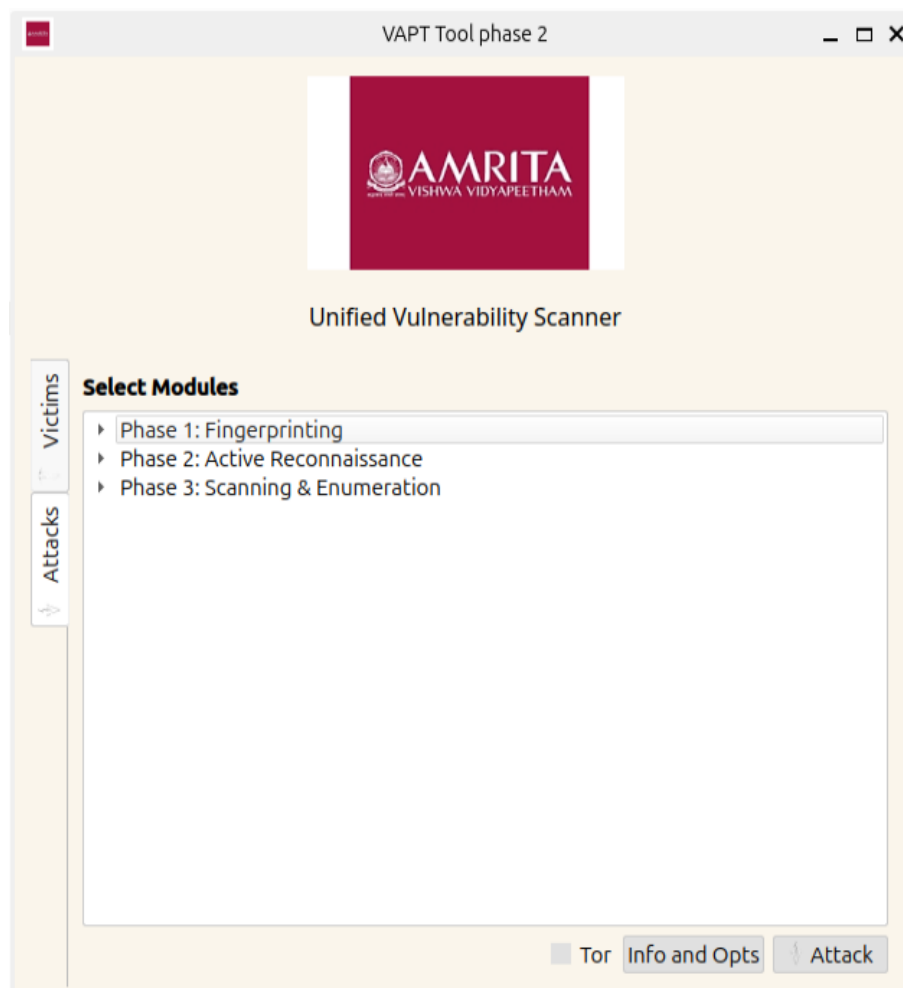 VAPT Tool phase 2
AMRITA
VISHWA VIDYAPEETHAM
Unified Vulnerability Scanner
Victims
Attacks
Select Modules
Phase 1: Fingerprinting
Phase 2: Active Reconnaissance
Phase 3: Scanning & Enumeration
Tor
Info and Opts
Attack